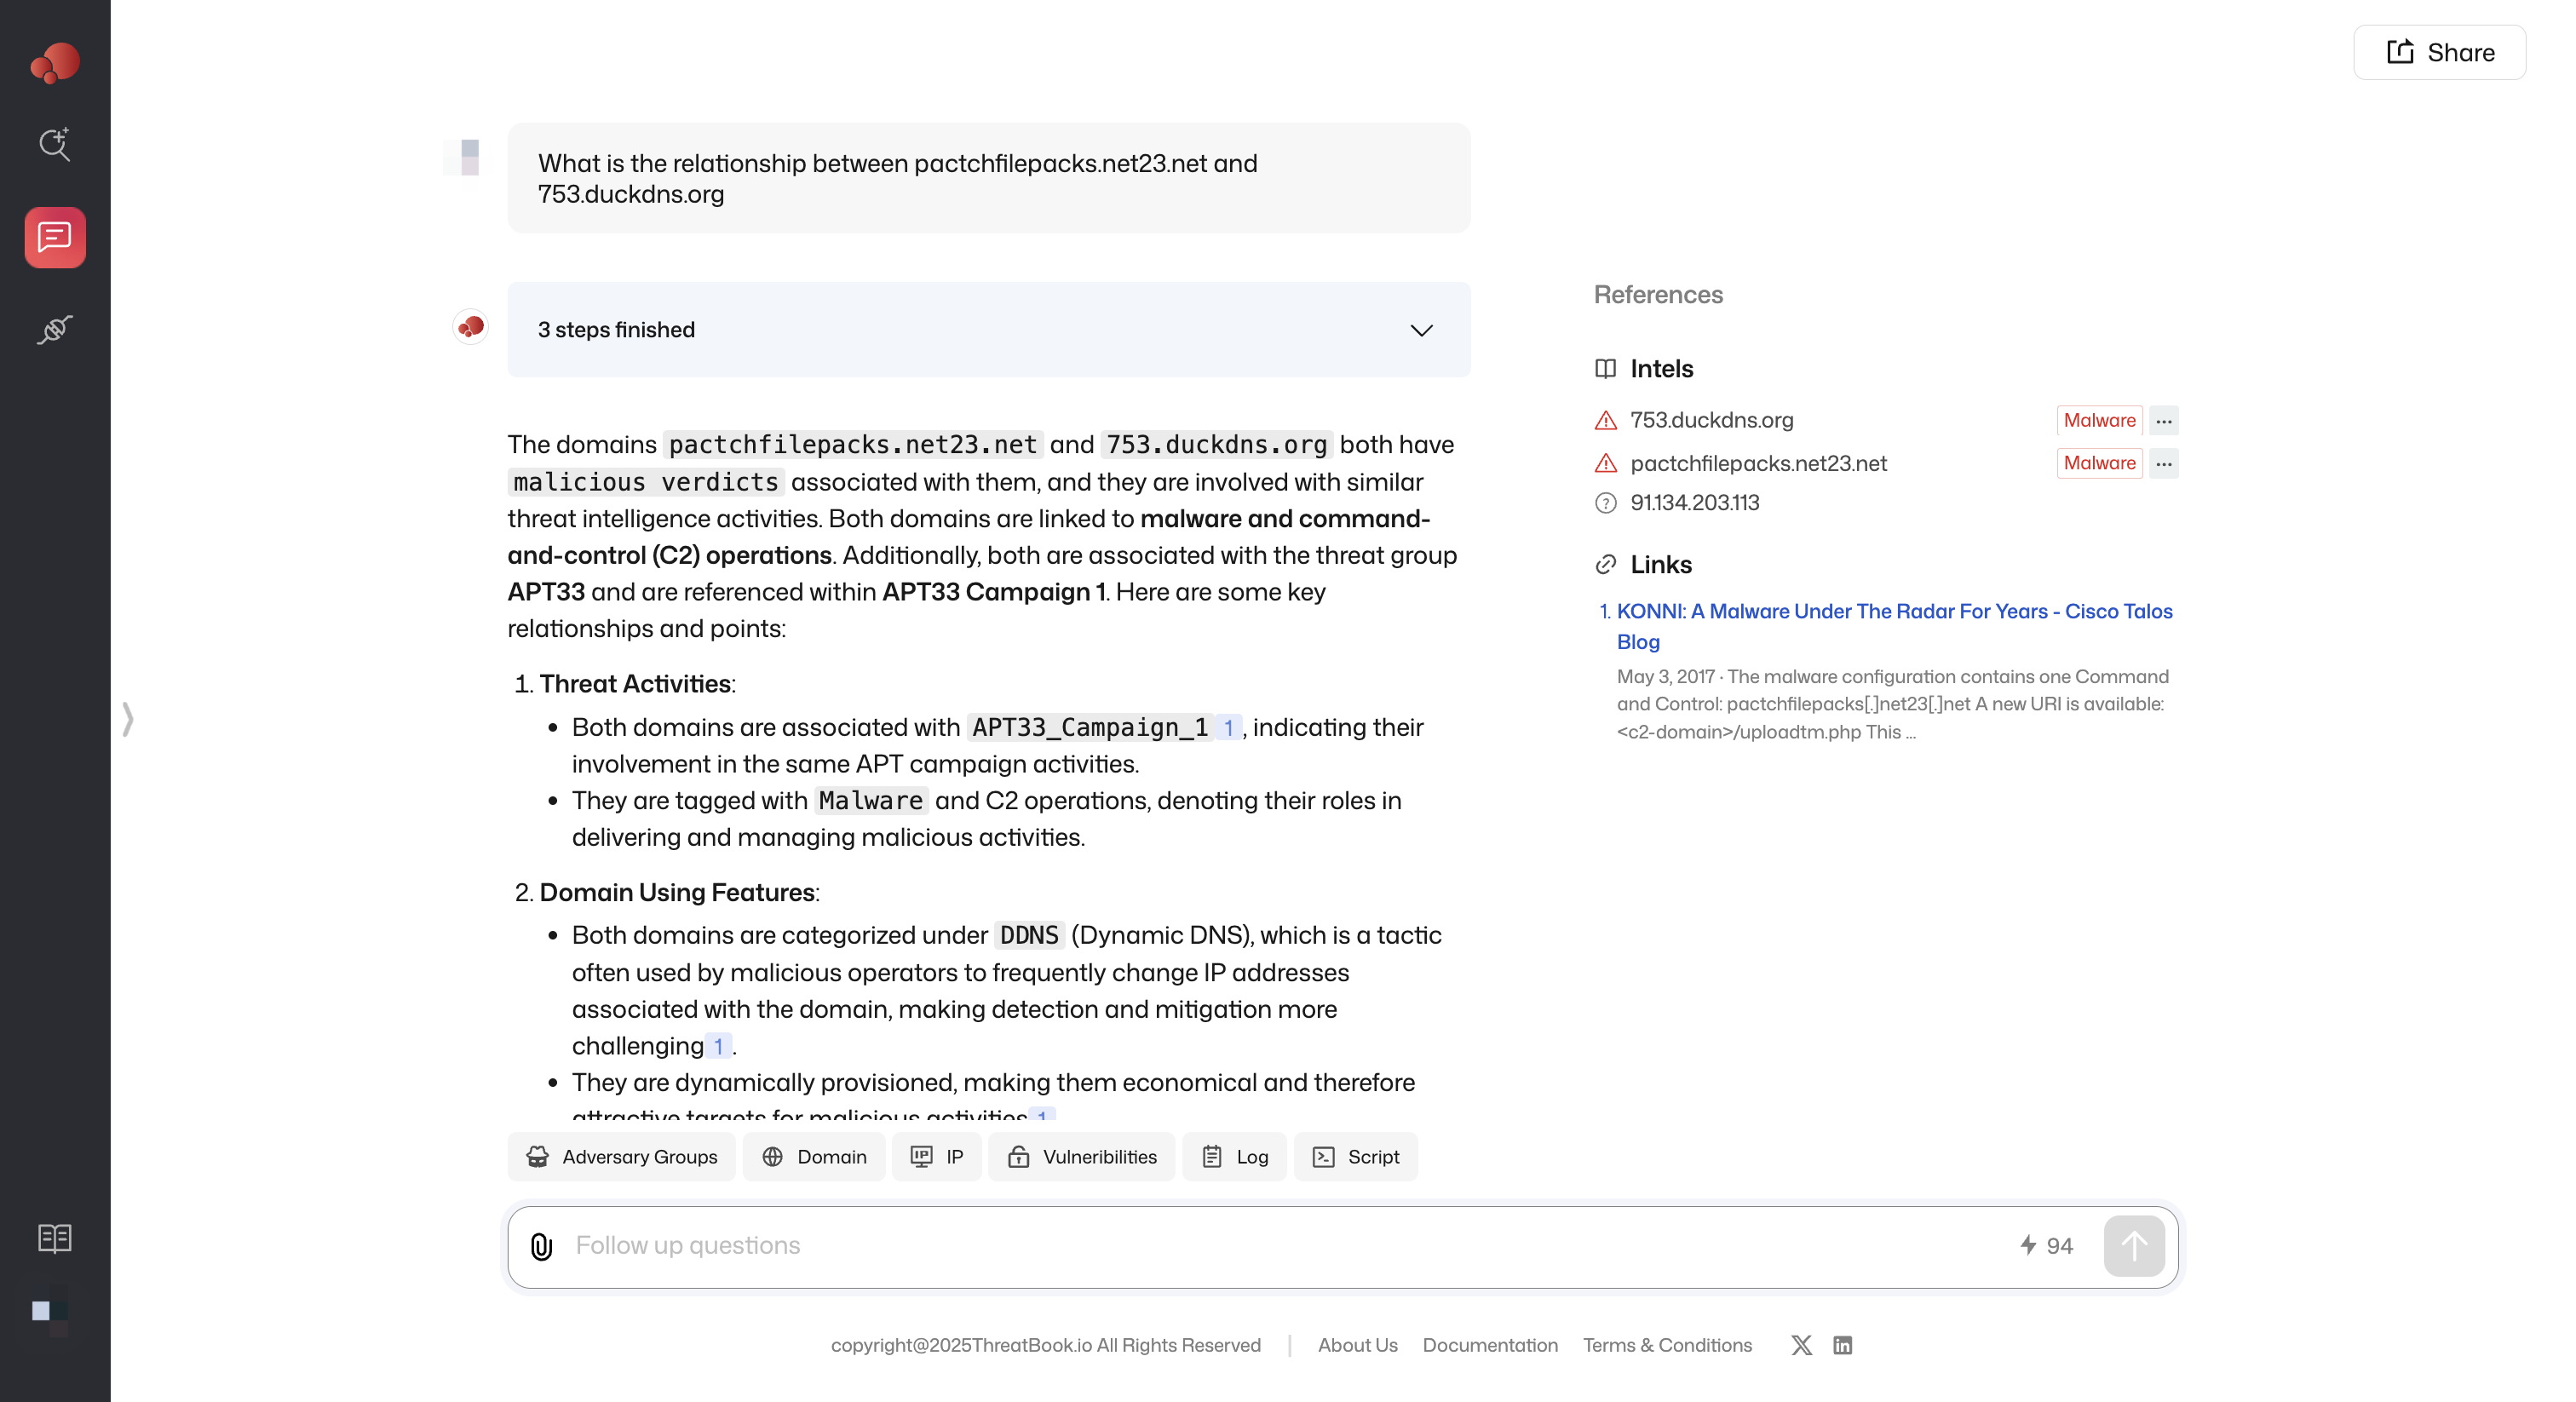 Share
What is the relationship between pactchfilepacks.net23.net and
753.duckdns.org
3 steps finished
The domains pactchfilepacks.net23.net and 753.duckdns.org both have
malicious verdicts associated with them, and they are involved with similar
threat intelligence activities. Both domains are linked to malware and command-
and-control (C2) operations. Additionally, both are associated with the threat group
APT33 and are referenced within APT33 Campaign 1. Here are some key
relationships and points:
1. Threat Activities:
• Both domains are associated with APT33_Campaign_1 1, indicating their
involvement in the same APT campaign activities.
• They are tagged with Malware and C2 operations, denoting their roles in
delivering and managing malicious activities.
2. Domain Using Features:
• Both domains are categorized under DDNS (Dynamic DNS), which is a tactic
often used by malicious operators to frequently change IP addresses
associated with the domain, making detection and mitigation more
challenging 1.
• They are dynamically provisioned, making them economical and therefore
attractive targets for malicious activities 1
References
Intels
753.duckdns.org Malware ...
pactchfilepacks.net23.net Malware ...
? 91.134.203.113
Links
1. KONNI: A Malware Under The Radar For Years - Cisco Talos
Blog
May 3, 2017 · The malware configuration contains one Command
and Control: pactchfilepacks[.]net23[.]net A new URI is available:
<c2-domain>/uploadtm.php This ...
Adversary Groups Domain IP IP Vulneribilities Log Script
Follow up questions 94
copyright@2025ThreatBook.io All Rights Reserved | About Us Documentation Terms & Conditions X in